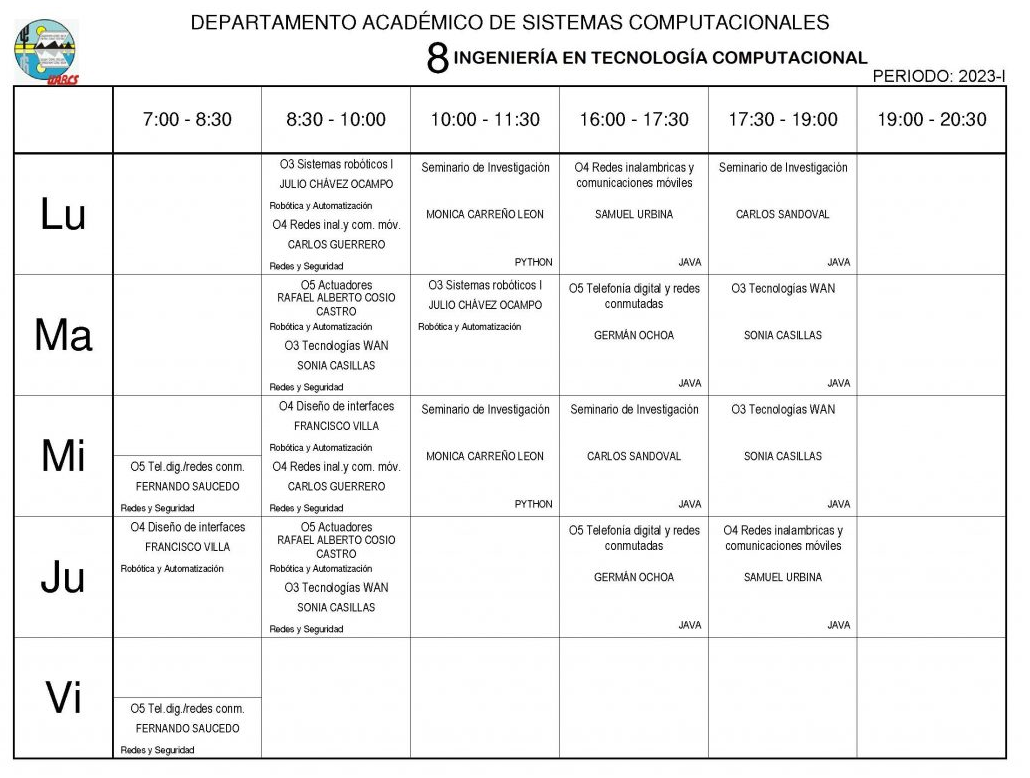 DEPARTAMENTO ACADÉMICO DE SISTEMAS COMPUTACIONALES
8 INGENIERÍA EN TECNOLOGÍA COMPUTACIONAL
UABCS
PERIODO: 2023-I
7:00 - 8:30
8:30 - 10:00
10:00 - 11:30
16:00 - 17:30
17:30 - 19:00
19:00 - 20:30
Lu
O3 Sistemas robóticos I
JULIO CHÁVEZ OCAMPO
Robótica y Automatización
O4 Redes inal.y com. móv.
CARLOS GUERRERO
Redes y Seguridad
Seminario de Investigación
MONICA CARREÑO LEON
PYTHON
O4 Redes inalambricas y
comunicaciones móviles
SAMUEL URBINA
JAVA
Seminario de Investigación
CARLOS SANDOVAL
JAVA
Ma
O5 Actuadores
RAFAEL ALBERTO COSIO
CASTRO
Robótica y Automatización
O3 Tecnologías WAN
SONIA CASILLAS
Redes y Seguridad
O3 Sistemas robóticos I
JULIO CHÁVEZ OCAMPO
Robótica y Automatización
O5 Telefonía digital y redes
conmutadas
GERMÁN OCHOA
JAVA
O3 Tecnologías WAN
SONIA CASILLAS
JAVA
Mi
O5 Tel.dig./redes conm.
FERNANDO SAUCEDO
Redes y Seguridad
O4 Diseño de interfaces
FRANCISCO VILLA
Robótica y Automatización
O4 Redes inal.y com. móv.
CARLOS GUERRERO
Redes y Seguridad
Seminario de Investigación
MONICA CARREÑO LEON
PYTHON
Seminario de Investigación
CARLOS SANDOVAL
JAVA
O3 Tecnologías WAN
SONIA CASILLAS
JAVA
Ju
O4 Diseño de interfaces
FRANCISCO VILLA
Robótica y Automatización
O5 Actuadores
RAFAEL ALBERTO COSIO
CASTRO
Robótica y Automatización
O3 Tecnologías WAN
SONIA CASILLAS
Redes y Seguridad
O5 Telefonía digital y redes
conmutadas
GERMÁN OCHOA
JAVA
O4 Redes inalambricas y
comunicaciones móviles
SAMUEL URBINA
JAVA
Vi
O5 Tel.dig./redes conm.
FERNANDO SAUCEDO
Redes y Seguridad